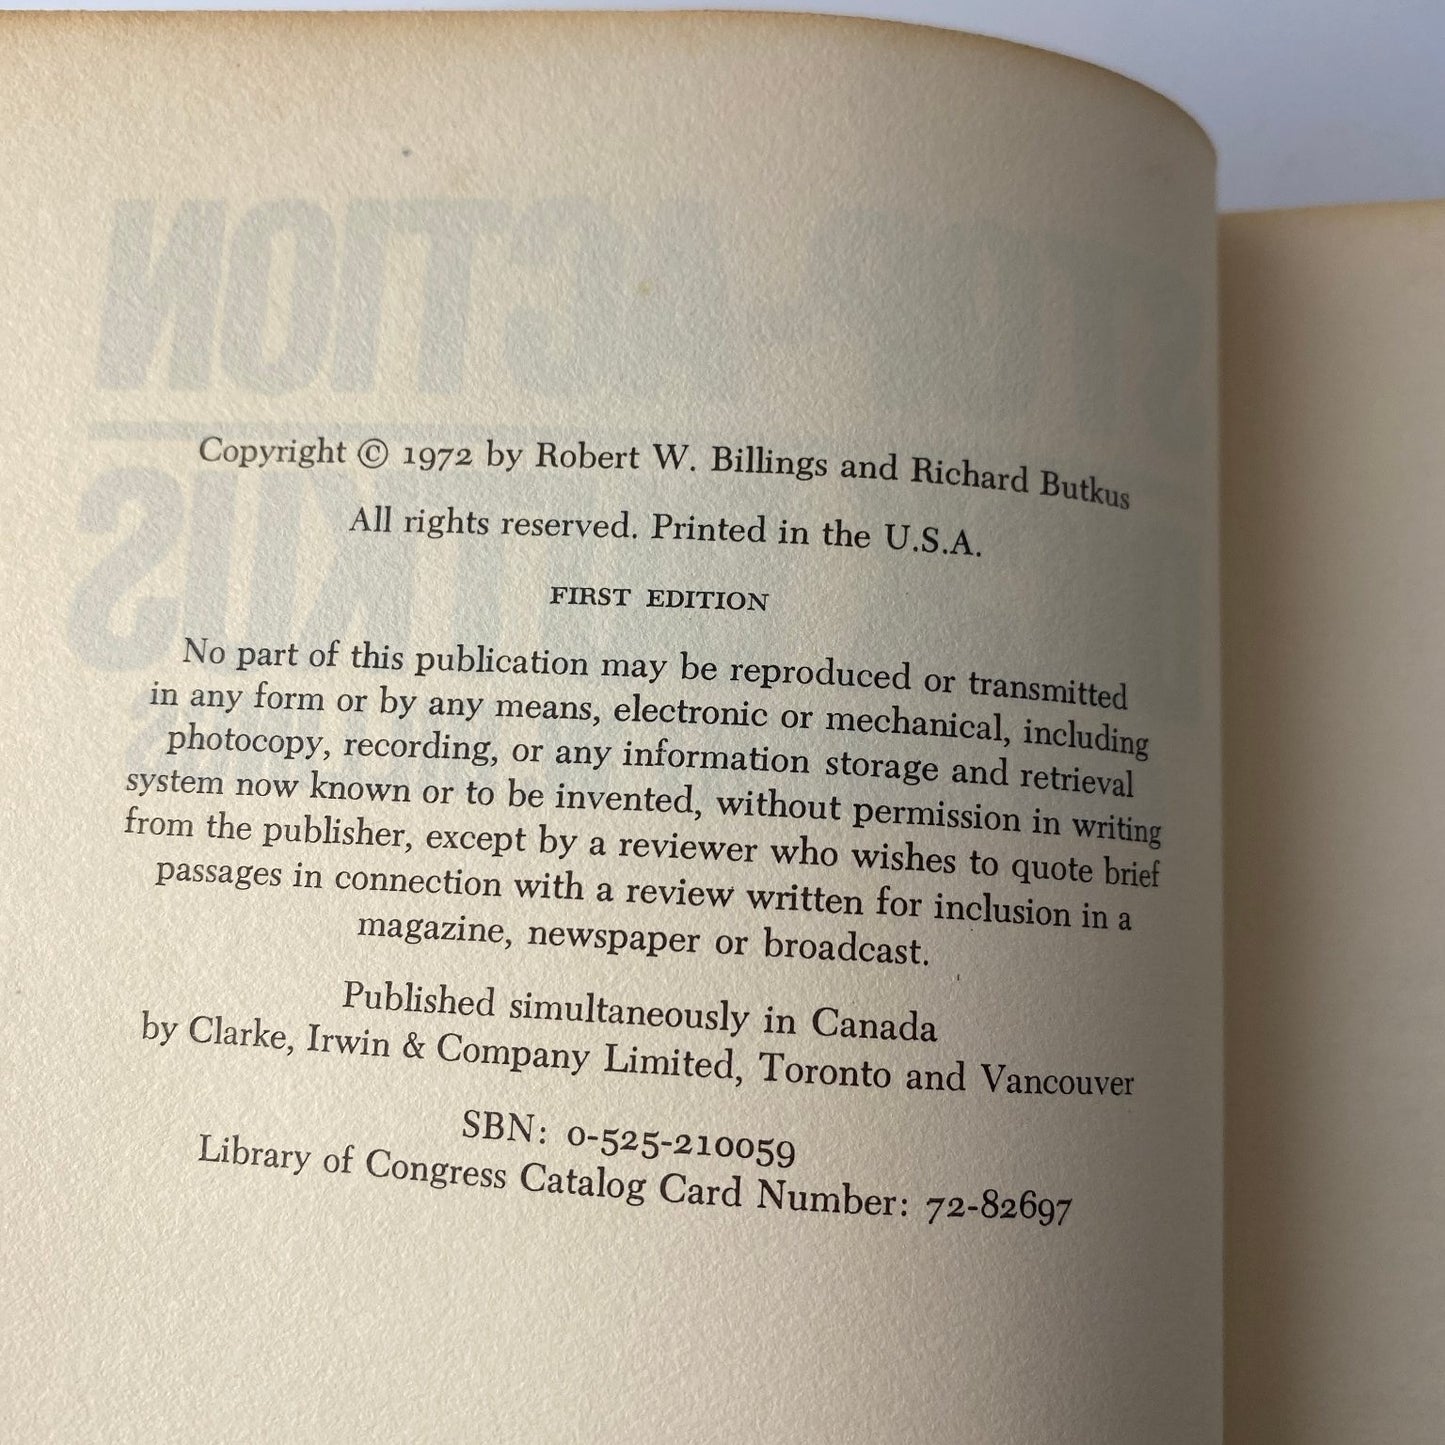 Copyright © 1972 by Robert W. Billings and Richard Butkus
All rights reserved. Printed in the U.S.A.
FIRST EDITION
No part of this publication may be reproduced or transmitted
in any form or by any means, electronic or mechanical, including
photocopy, recording, or any information storage and retrieval
system now known or to be invented, without permission in writing
from the publisher, except by a reviewer who wishes to quote brief
passages in connection with a review written for inclusion in a
magazine, newspaper or broadcast.
Published simultaneously in Canada
by Clarke, Irwin & Company Limited, Toronto and Vancouver
SBN: 0-525-210059
Library of Congress Catalog Card Number: 72-82697